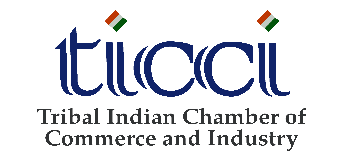 ticci
Tribal Indian Chamber of
Commerce and Industry